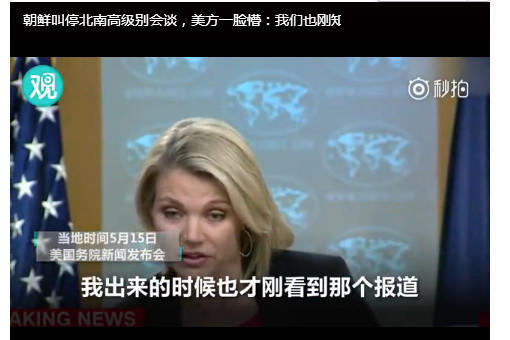 朝鲜叫停北南高级别会谈，美方一脸懵：我们也刚知
观
秒拍
当地时间5月15日
美国务院新闻发布会
我出来的时候也才刚看到那个报道
AKING NEWS